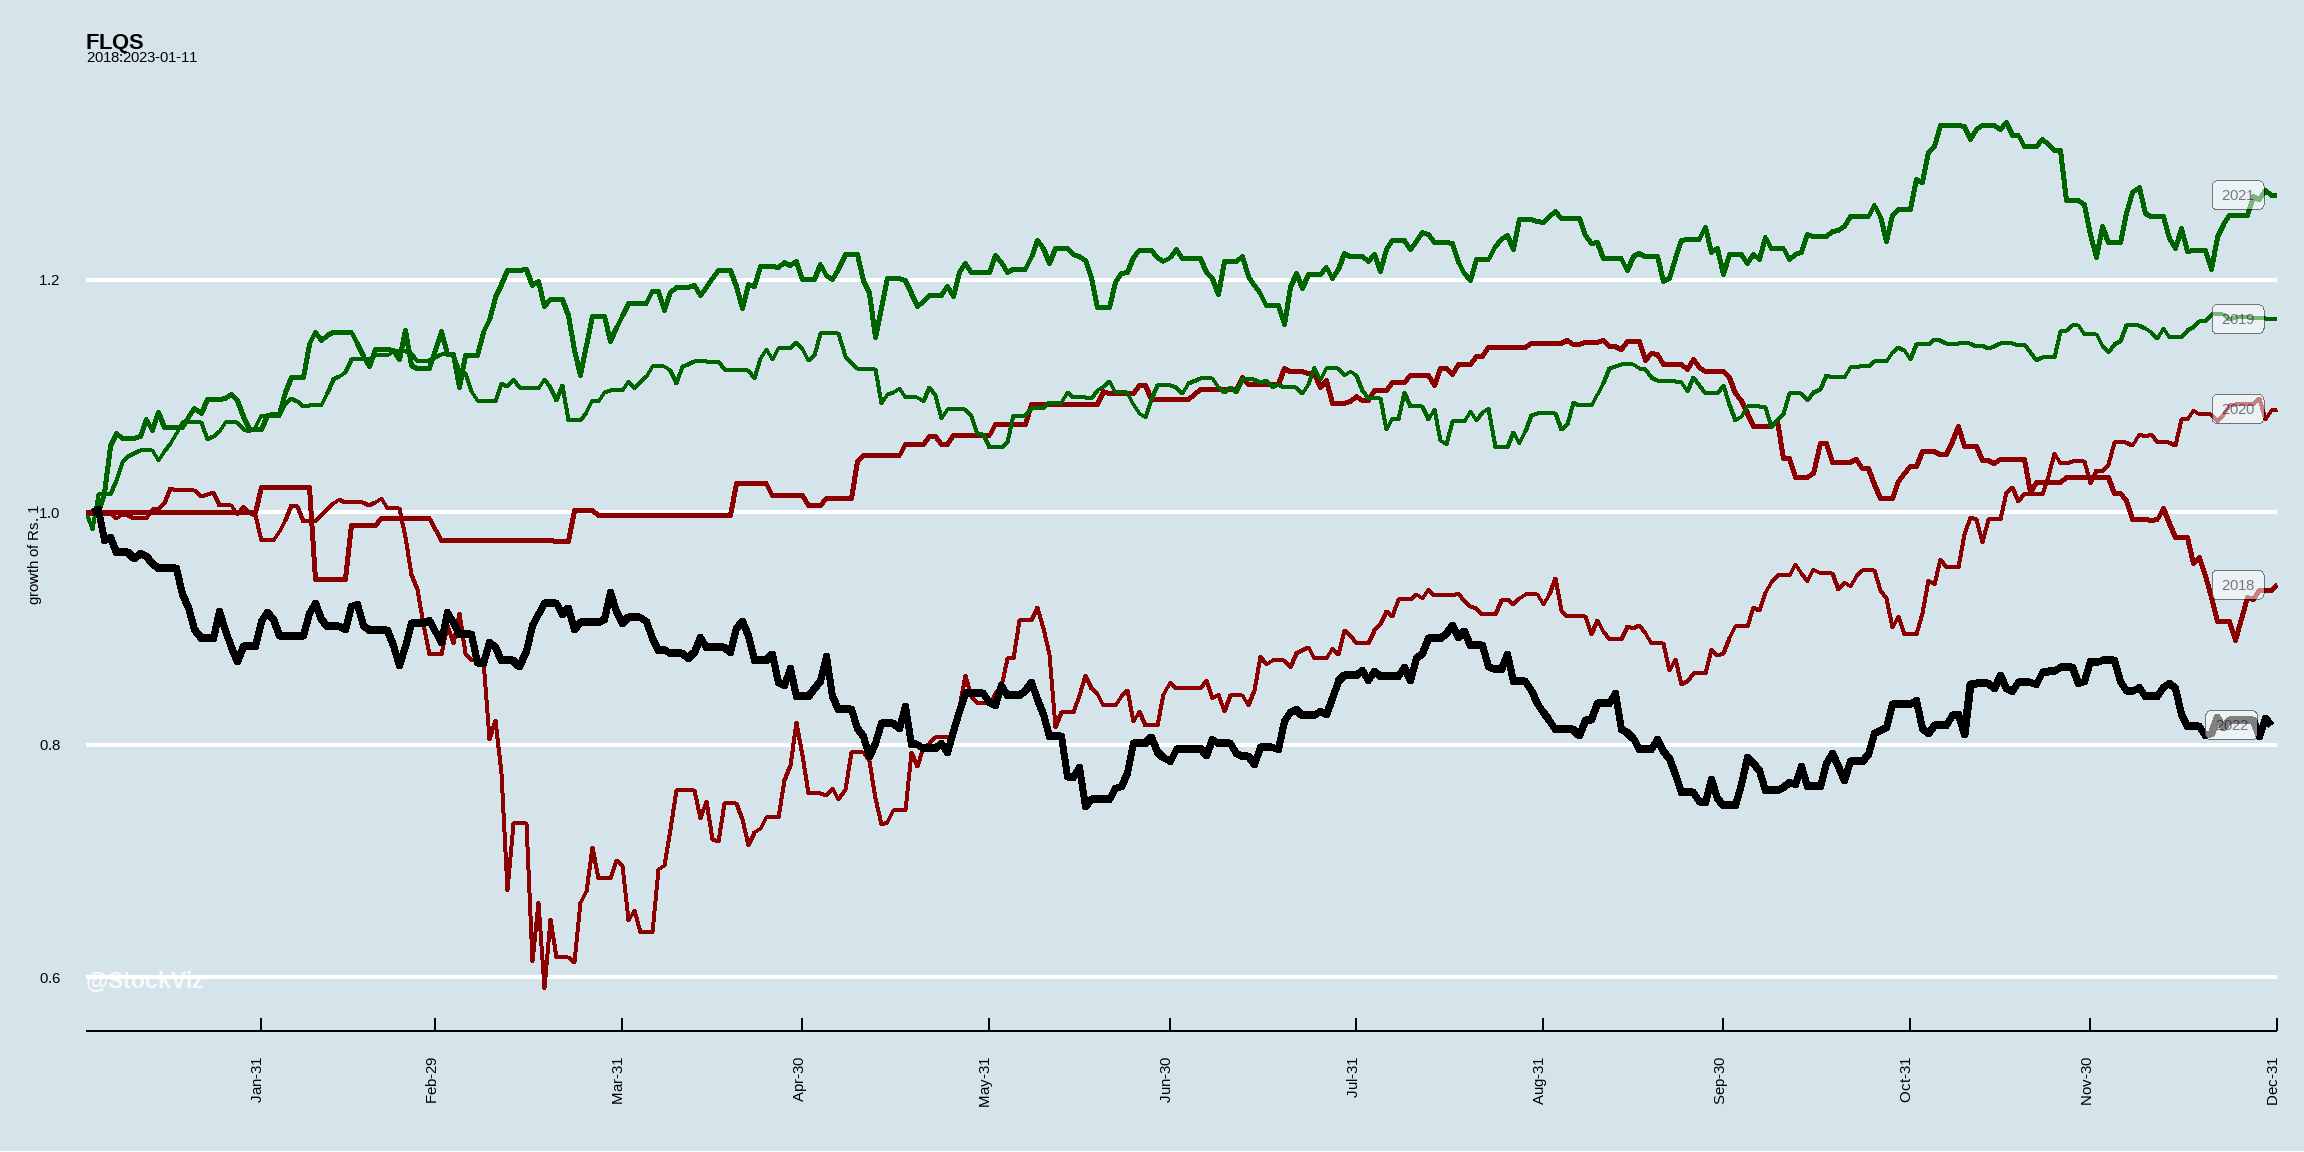 FLQS
2018:2023-01-11
growth of Rs. 1
1.2
1.0
0.8
0.6
2021
2019
2020
2018
2022
@StockViz
Jan-31
Feb-29
Mar-31
Apr-30
May-31
Jun-30
Jul-31
Aug-31
Sep-30
Oct-31
Nov-30
Dec-31